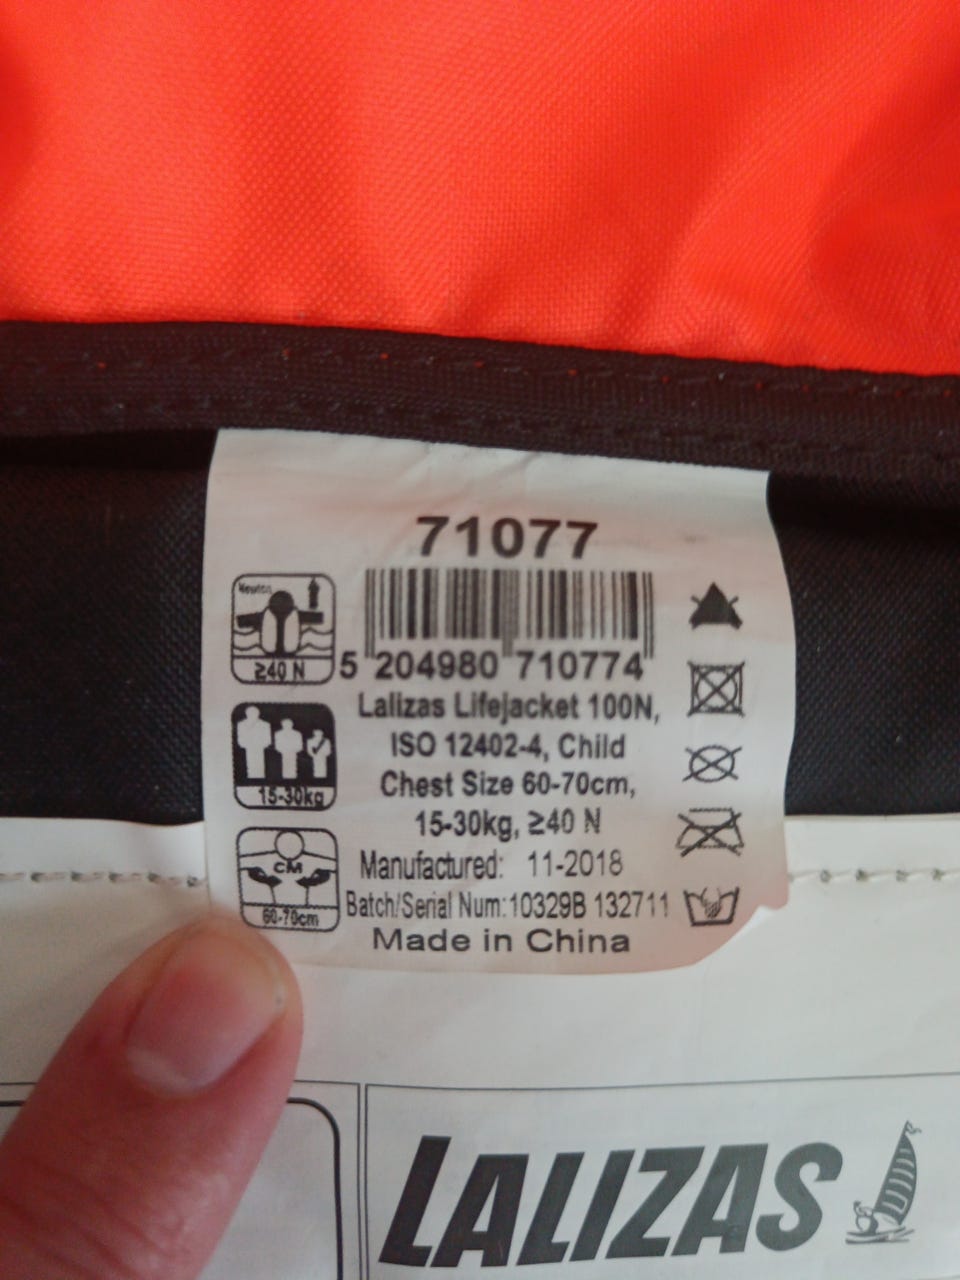 71077
Newton
≥40 N
5 204980 710774
Lalizas Lifejacket 100N,
ISO 12402-4, Child
Chest Size 60-70cm,
15-30kg
15-30kg, ≥40 N
CM
Manufactured: 11-2018
60-70cm
Batch/Serial Num:10329B 132711
Made in China
LALIZAS